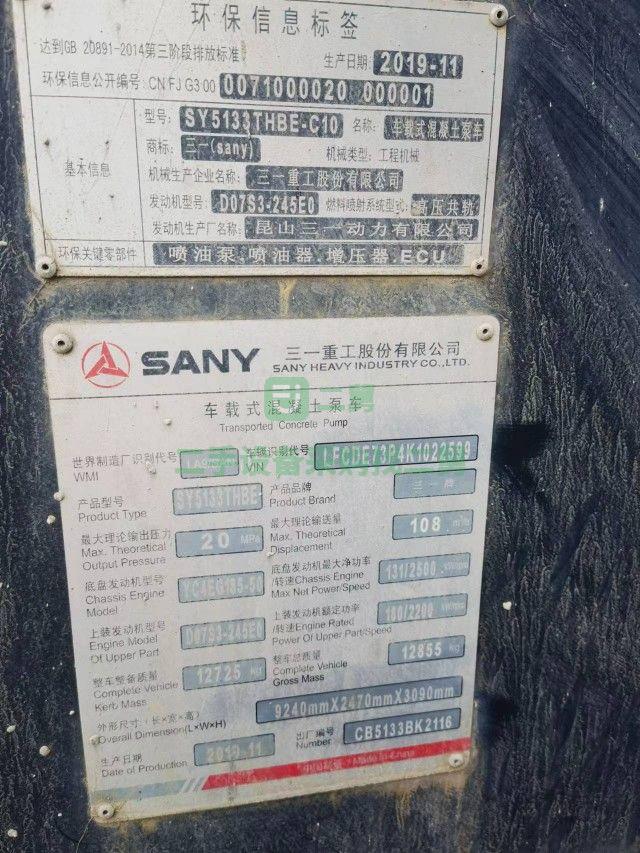 环保信息标签
达到GB 20891-2014第三阶段排放标准 生产日期: 2019-11
环保信息公开编号: CN FJ G3 00 0071000020 000001
基本信息
型号: SY5133THBE-C10 名称: 车载式混凝土泵车
商标: 三一(sany) 机械类型: 工程机械
机械生产企业名称: 三一重工股份有限公司
发动机型号: D07S3-245E0 燃料喷射系统型式: 高压共轨
发动机生产厂名称: 昆山三一动力有限公司
环保关键零部件 喷油泵.喷油器.增压器.ECU
SANY 三一重工股份有限公司
SANY HEAVY INDUSTRY CO.,LTD.
车载式混凝土泵车
Transported Concrete Pump
世界制造厂识别代号 WMI
车辆识别代号 VIN LFCDE73P4K1022599
产品型号 Product Type SY5133THBE
产品品牌 Product Brand 三一牌
最大理论输出压力 Max. Theoretical Output Pressure 20 MPa
最大理论输送量 Max. Theoretical Displacement 108 m³/h
底盘发动机型号 Chassis Engine Model YC4EG185-50
底盘发动机最大净功率/转速 Chassis Engine Max Net Power/Speed 131/2500 kW/rpm
上装发动机型号 Engine Model Of Upper Part D07S3-245E0
上装发动机额定功率/转速 Engine Rated Power Of Upper Part/Speed 180/2200 kW/rpm
整车整备质量 Complete Vehicle Kerb Mass 12725 kg
整车总质量 Complete Vehicle Gross Mass 12855 kg
外形尺寸: (长×宽×高) Overall Dimension(L×W×H) 9240mmX2470mmX3090mm
生产日期 Date of Production 2019-11
出厂编号 Number CB5133BK2116
中国制造 Made in China